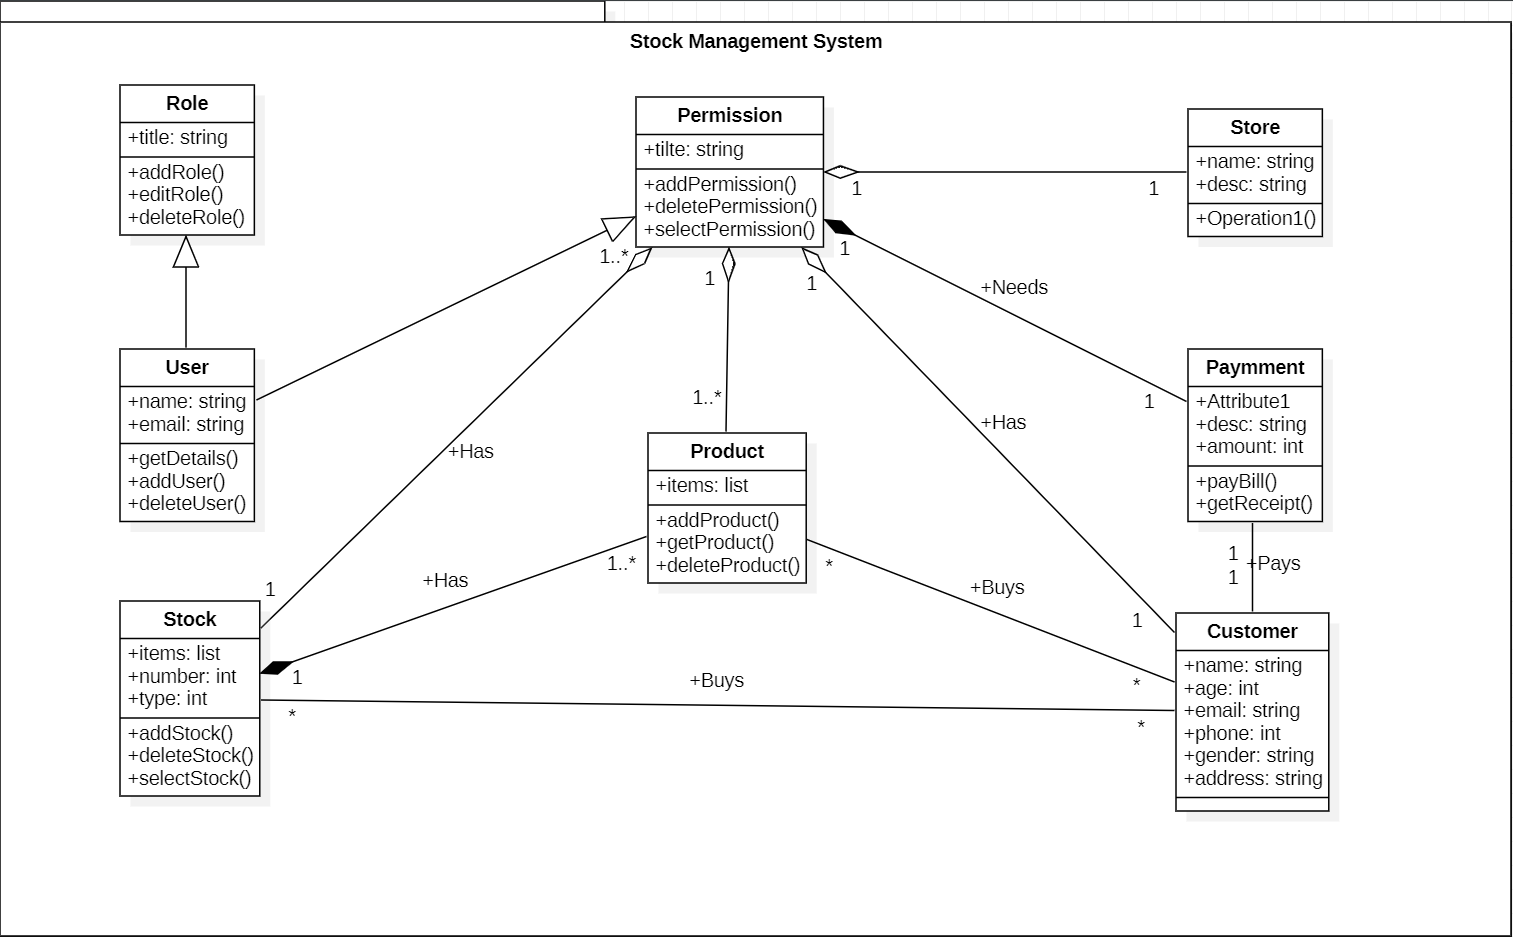 Stock Management System
Role
+title: string
+addRole()
+editRole()
+deleteRole()
Permission
+tilte: string
+addPermission()
+deletePermission()
+selectPermission()
Store
+name: string
+desc: string
+Operation1()
1
1
1..*
1
1
1
+Needs
User
+name: string
+email: string
+getDetails()
+addUser()
+deleteUser()
Paymment
+Attribute1
+desc: string
+amount: int
+payBill()
+getReceipt()
1..*
1
+Has
+Has
Product
+items: list
+addProduct()
+getProduct()
+deleteProduct()
1
1
+Pays
1..*
*
+Has
+Buys
1
1
Stock
+items: list
+number: int
+type: int
+addStock()
+deleteStock()
+selectStock()
1
*
+Buys
*
*
Customer
+name: string
+age: int
+email: string
+phone: int
+gender: string
+address: string